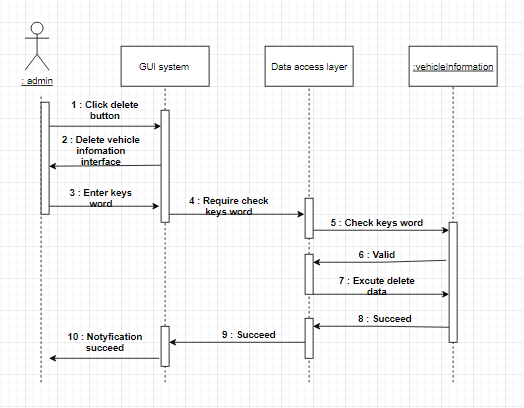 : admin
GUI system
Data access layer
:vehicleInformation
1 : Click delete
button
2 : Delete vehicle
infomation
interface
3 : Enter keys
word
4 : Require check
keys word
5 : Check keys word
6 : Valid
7 : Excute delete
data
8 : Succeed
9 : Succeed
10 : Notyfication
succeed